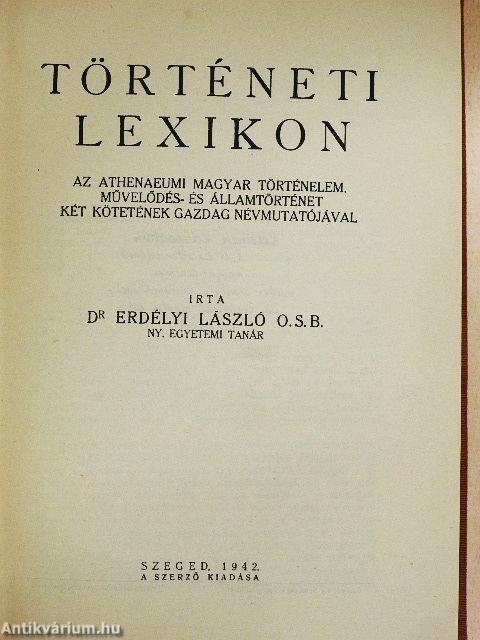 TÖRTÉNETI
LEXIKON
AZ ATHENAEUMI MAGYAR TÖRTÉNELEM,
MŰVELŐDÉS- ÉS ÁLLAMTÖRTÉNET
KÉT KÖTETÉNEK GAZDAG NÉVMUTATÓJÁVAL
IRTA
DR ERDÉLYI LÁSZLÓ O.S.B.
NY. EGYETEMI TANÁR
SZEGED, 1942.
A SZERZŐ KIADÁSA
Antikvárium.hu